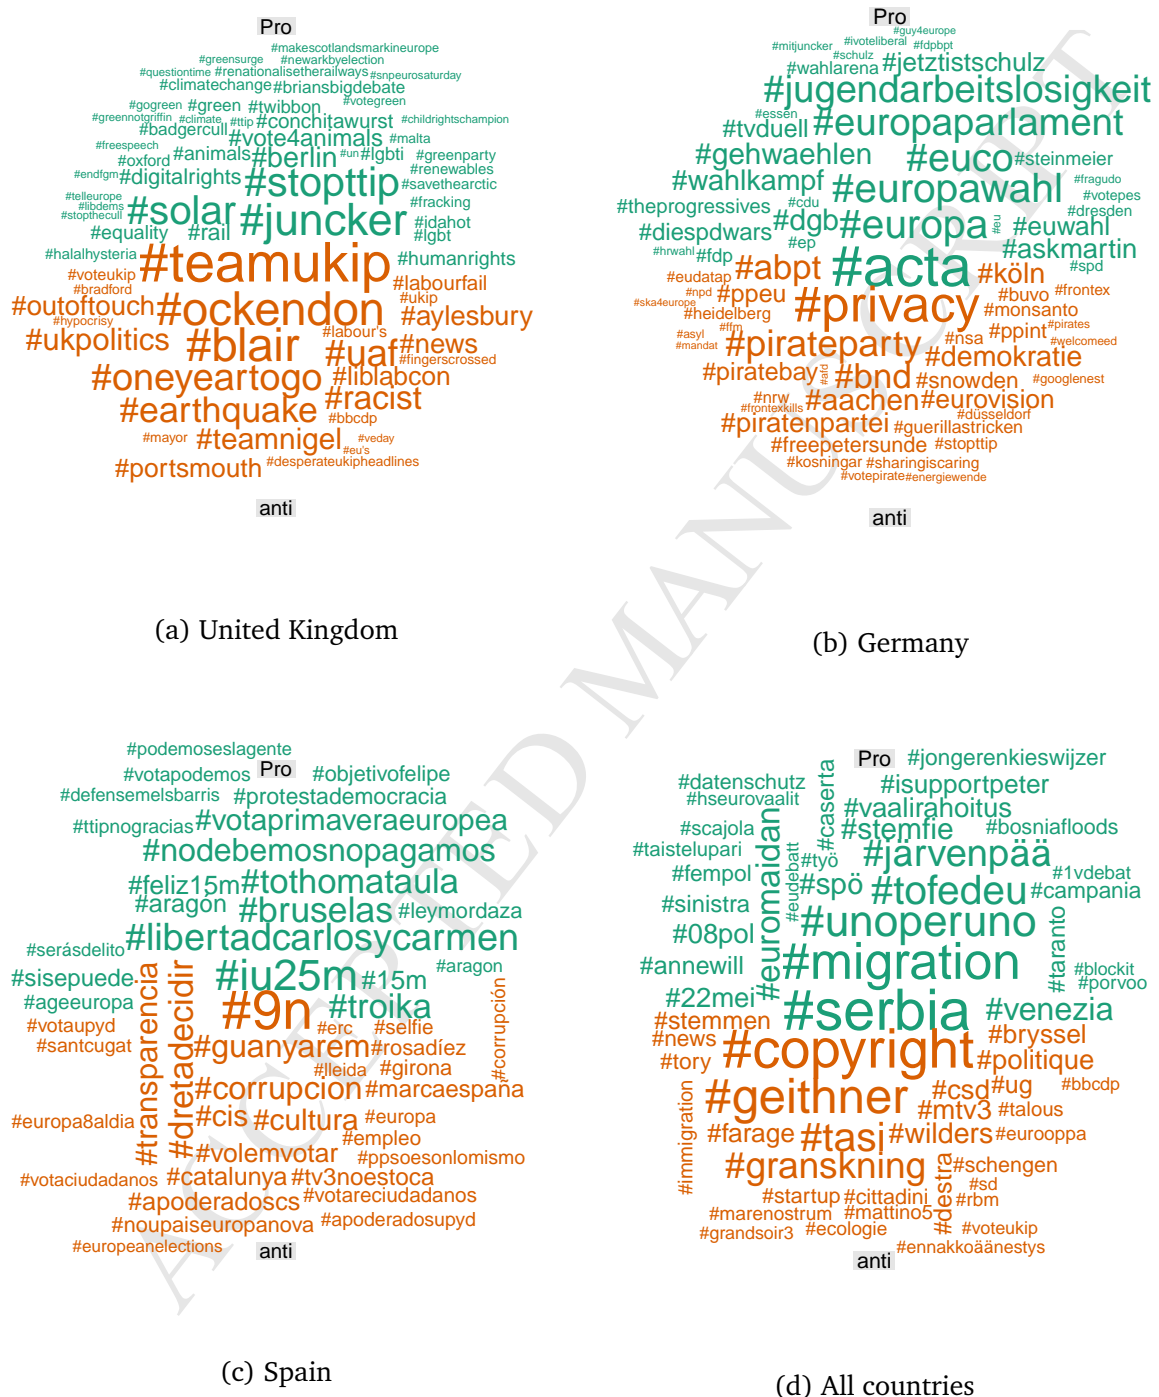 Pro
#makescotlandsmarkineurope
#greensurge #newarkbyelection
#questiontime #renationalisetherailways #snpeurosaturday
#climatechange #briansbigdebate
#gogreen #green #twibbon #votegreen
#greennotgriffin #climate #ttip #conchitawurst #childrightschampion
#badgercull #vote4animals #malta
#freespeech #oxford #animals #berlin #un #lgbti #greenparty
#endfgm #digitalrights #stopttip #renewables
#savethearctic
#telleurope #libdems #solar #juncker #fracking
#stopthecull #equality #rail #idahot
#lgbt
#halalhysteria #teamukip #humanrights
#voteukip #labourfail
#bradford #ockendon #ukip
#outoftouch #aylesbury
#hypocrisy #labour's
#ukpolitics #blair #uaf #news
#fingerscrossed
#oneyeartogo #liblabcon
#earthquake #racist
#bbcdp
#mayor #teamnigel #veday
#eu's
#portsmouth #desperateukipheadlines
anti
(a) United Kingdom
Pro
#guy4europe
#mitjuncker #ivoteliberal #fdpbpt
#schulz
#wahlarena #jetztistschulz
#jugendarbeitslosigkeit
#essen
#tvduell #europaparlament
#gehwaehlen #euco #steinmeier
#wahlkampf #europawahl #fragudo
#votepes
#theprogressives #cdu #dgb #europa #eu #dresden
#diespdwars #euwahl
#hrwahl #fdp #ep #askmartin
#eudatap #abpt #acta #köln #spd
#npd #ppeu #privacy #buvo #frontex
#ska4europe #heidelberg #monsanto
#asyl #ffm #pirateparty #nsa #ppint #pirates
#mandat #welcomeed
#demokratie
#piratebay #afd #bnd #snowden #googlenest
#nrw #aachen #eurovision
#frontexkills #düsseldorf
#piratenpartei #guerillastricken
#freepetersunde #stopttip
#kosningar #sharingiscaring
#votepirate #energiewende
anti
(b) Germany
#podemoseslagente
Pro
#votapodemos #objetivofelipe
#defensemelsbarris #protestademocracia
#ttipnogracias #votaprimaveraeuropea
#nodebemosnopagamos
#feliz15m #tothomataula
#aragón #bruselas #leymordaza
#serásdelito #libertadcarlosycarmen
#sisepuede #iu25m #15m #aragon
#ageeuropa #transparencia #dretadecidir #9n #troika #corrupción
#votaupyd #erc #selfie
#santcugat #guanyarem #rosadíez
#lleida #girona
#corrupcion #marcaespaña
#europa8aldia #cis #cultura #europa
#volemvotar #empleo
#ppsoesonlomismo
#votaciudadanos #catalunya #tv3noestoca
#apoderadoscs #votareciudadanos
#noupaiseuropanova #apoderadosupyd
#europeanelections
anti
(c) Spain
Pro #jongerenkieswijzer
#datenschutz #caserta #isupportpeter
#hseurovaalit #vaalirahoitus
#scajola #euromaidan #stemfie #bosniafloods
#taistelupari #eudebatt #työ #järvenpää
#fempol #spö #tofedeu #1vdebat
#sinistra #campania
#08pol #unoperuno #taranto
#annewill #migration #blockit
#porvoo
#22mei #serbia #venezia
#stemmen
#news #copyright #bryssel
#tory #politique
#immigration #geithner #csd #ug #bbcdp
#mtv3 #talous
#farage #tasi #wilders #eurooppa
#granskning #destra #schengen
#startup #cittadini #sd
#rbm
#marenostrum #mattino5
#grandsoir3 #ecologie #voteukip
#ennakkoäänestys
anti
(d) All countries
ACCEPTED MANUSCRIPT